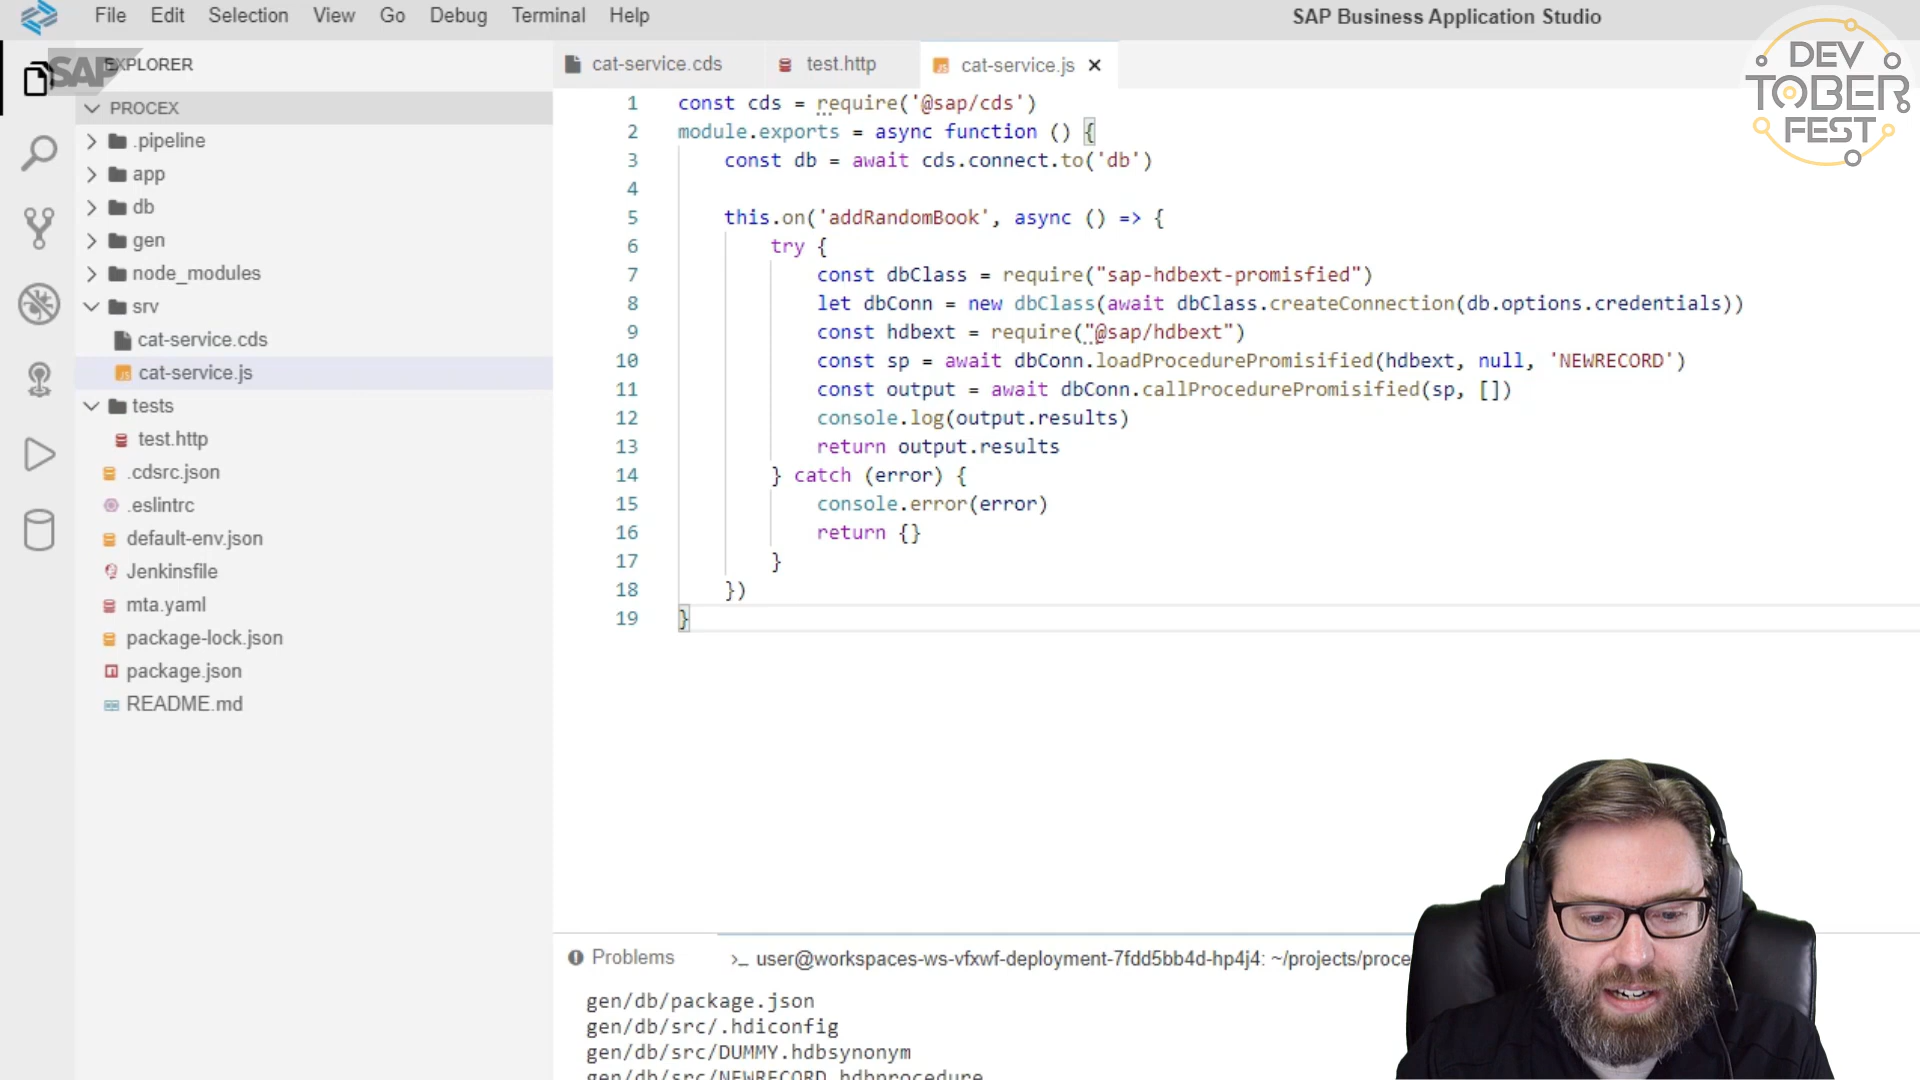 File Edit Selection View Go Debug Terminal Help
SAP Business Application Studio
DEV
TOBER
FEST
SAP
EXPLORER
PROCEX
.pipeline
app
db
gen
node_modules
srv
cat-service.cds
cat-service.js
tests
test.http
.cdsrc.json
.eslintrc
default-env.json
Jenkinsfile
mta.yaml
package-lock.json
package.json
README.md
cat-service.cds test.http cat-service.js
1 const cds = require('@sap/cds')
2 module.exports = async function () {
3 const db = await cds.connect.to('db')
4
5 this.on('addRandomBook', async () => {
6 try {
7 const dbClass = require("sap-hdbext-promisfied")
8 let dbConn = new dbClass(await dbClass.createConnection(db.options.credentials))
9 const hdbext = require("@sap/hdbext")
10 const sp = await dbConn.loadProcedurePromisified(hdbext, null, 'NEWRECORD')
11 const output = await dbConn.callProcedurePromisified(sp, [])
12 console.log(output.results)
13 return output.results
14 } catch (error) {
15 console.error(error)
16 return {}
17 }
18 })
19 }
Problems >_ user@workspaces-ws-vfxwf-deployment-7fdd5bb4d-hp4j4: ~/projects/proce
gen/db/package.json
gen/db/src/.hdiconfig
gen/db/src/DUMMY.hdbsynonym
gen/db/src/NEWRECORD.hdbprocedure